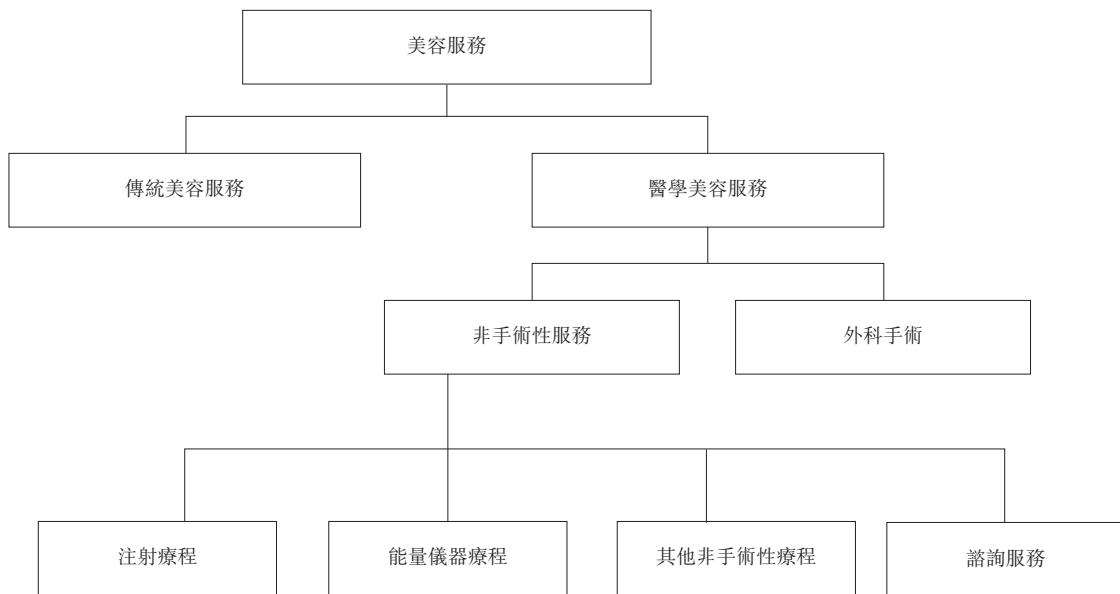 美容服務
傳統美容服務
醫學美容服務
非手術性服務
外科手術
注射療程
能量儀器療程
其他非手術性療程
諮詢服務